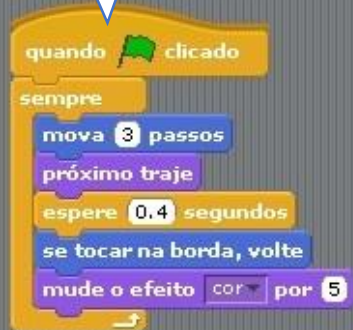 quando clicado
sempre
mova 3 passos
próximo traje
espere 0.4 segundos
se tocar na borda, volte
mude o efeito cor por 5